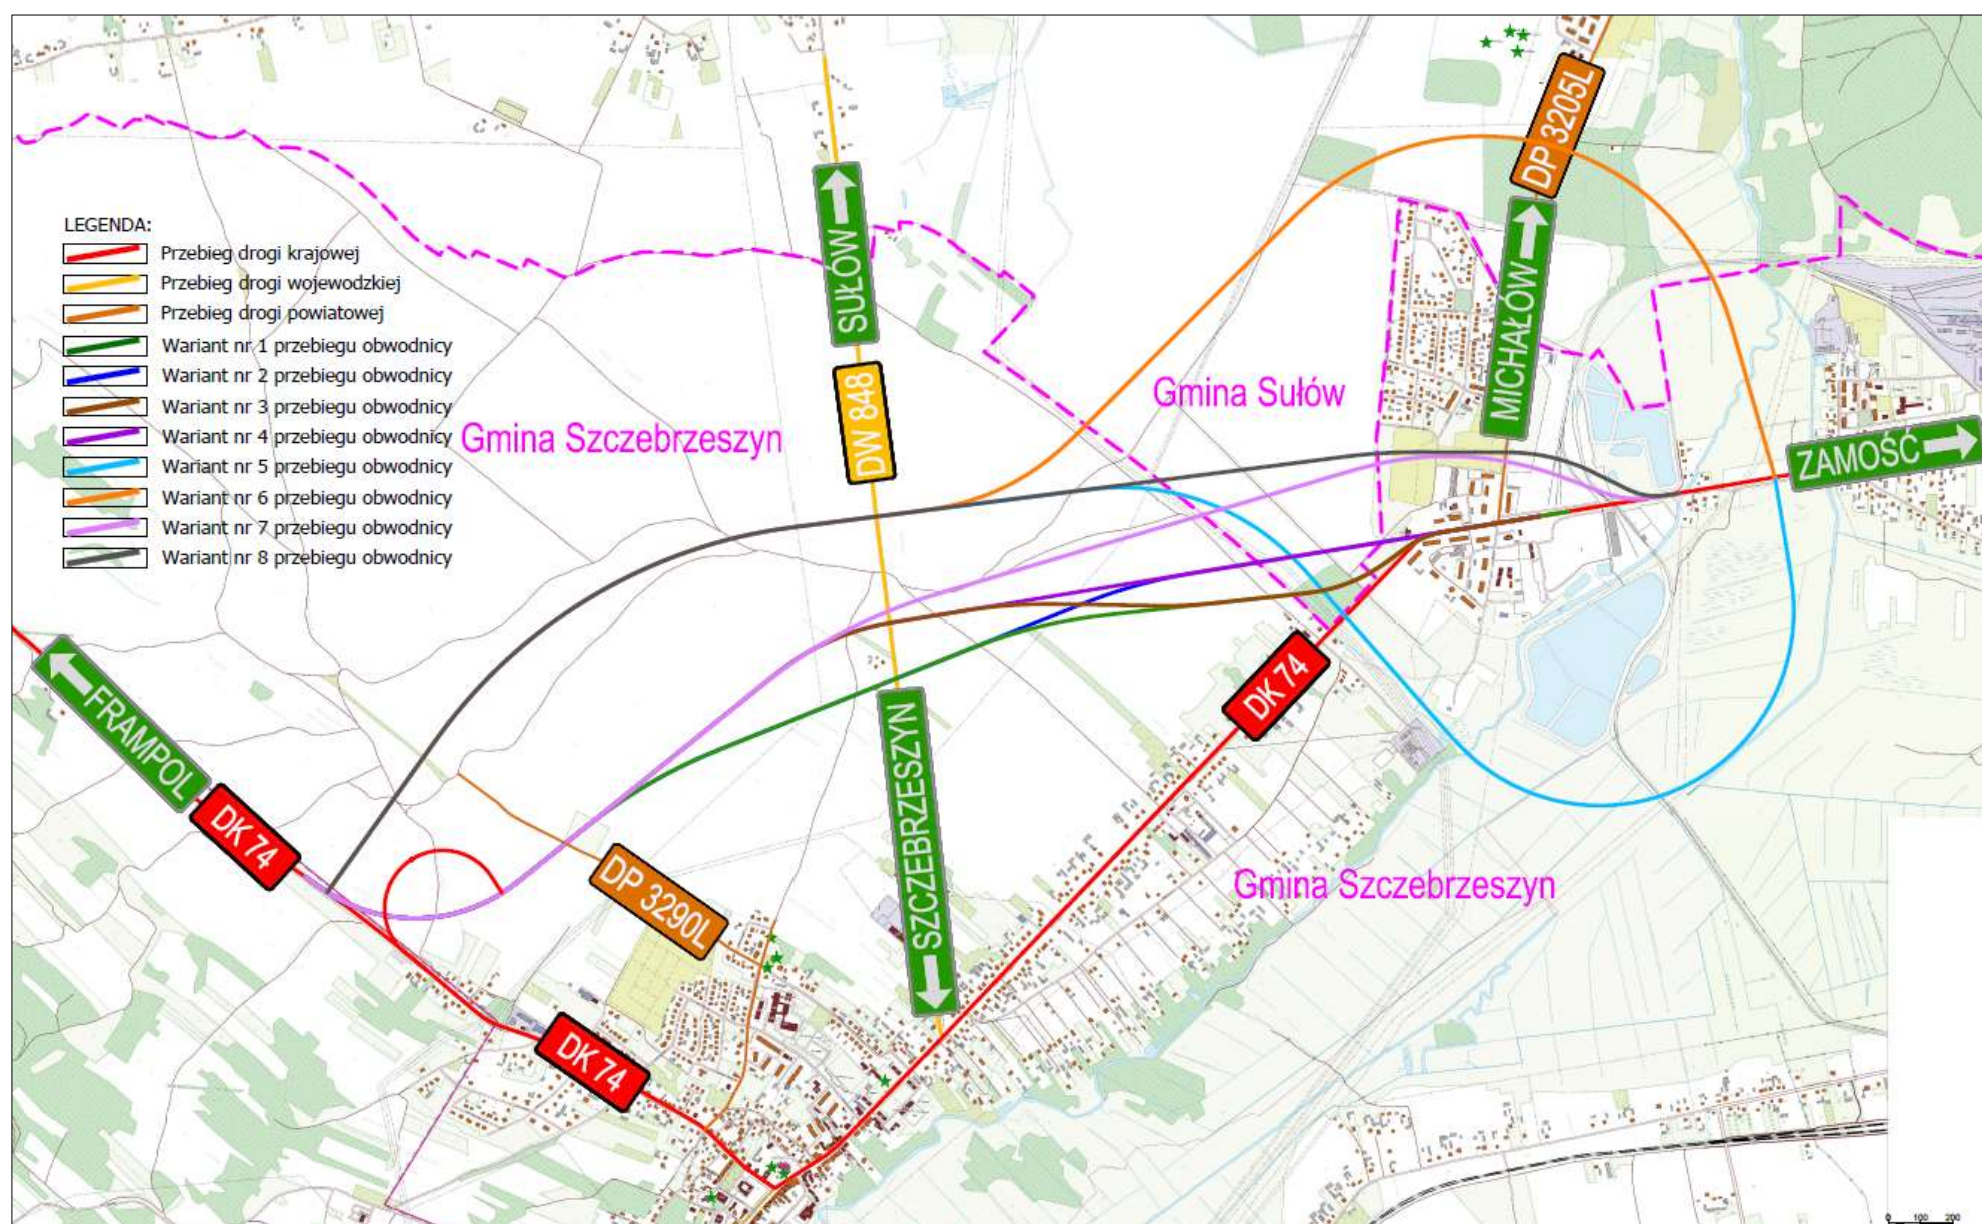 DP 3205L
LEGENDA:
Przebieg drogi krajowej
Przebieg drogi wojewodzkiej
Przebieg drogi powiatowej
Wariant nr 1 przebiegu obwodnicy
Wariant nr 2 przebiegu obwodnicy
Wariant nr 3 przebiegu obwodnicy
Wariant nr 4 przebiegu obwodnicy
Wariant nr 5 przebiegu obwodnicy
Wariant nr 6 przebiegu obwodnicy
Wariant nr 7 przebiegu obwodnicy
Wariant nr 8 przebiegu obwodnicy
SUŁÓW
MICHAŁÓW
DW 848
Gmina Sułów
Gmina Szczebrzeszyn
ZAMOŚĆ
FRAMPOL
DK 74
DK 74
SZCZEBRZESZYN
DP 3290L
Gmina Szczebrzeszyn
DK 74
0 100 200